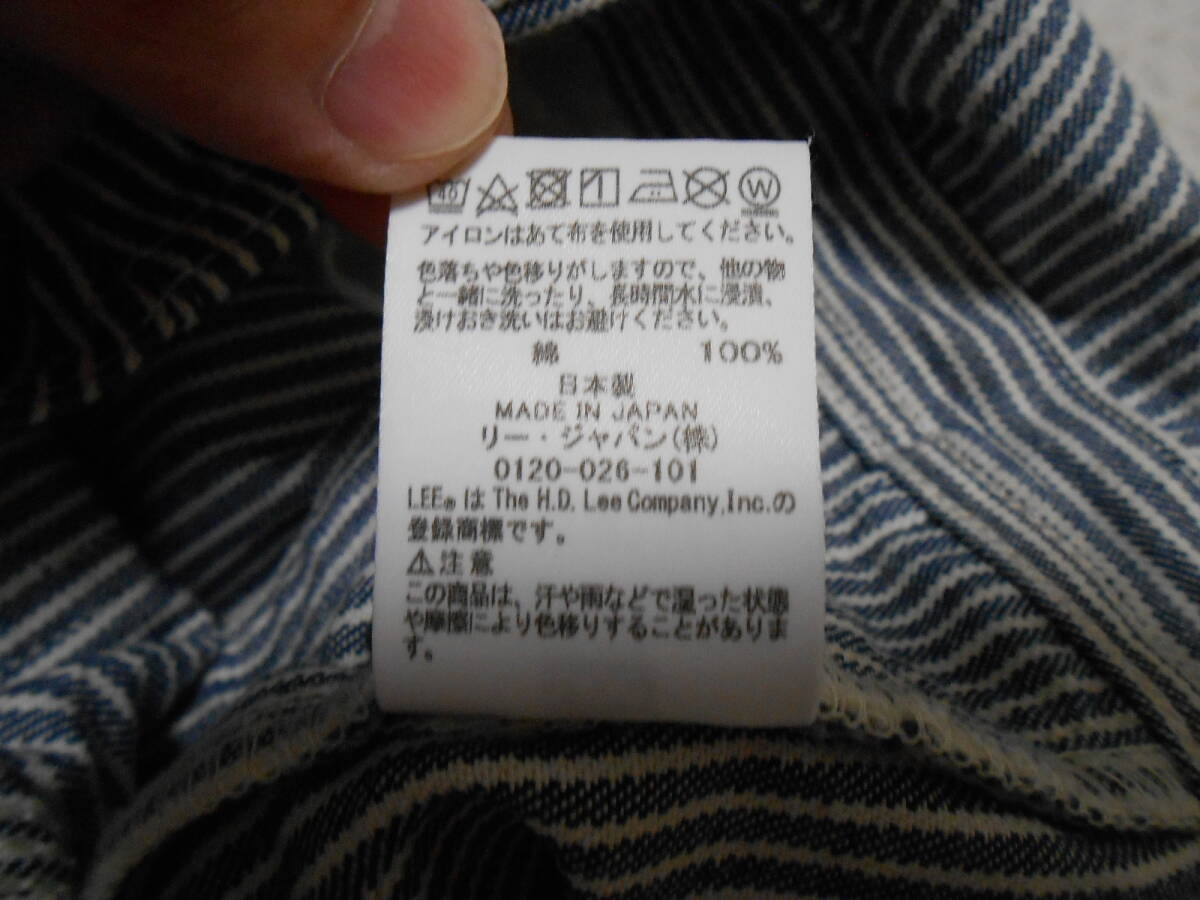 40 W
アイロンはあて布を使用してください。
色落ちや色移りがしますので、他の物
と一緒に洗ったり、長時間水に浸漬、
浸けおき洗いはお避けください。
綿 100%
日本製
MADE IN JAPAN
リー・ジャパン(株)
0120-026-101
LEE®は The H.D. Lee Company,Inc.の
登録商標です。
⚠注意
この商品は、汗や雨などで湿った状態
や摩擦により色移りすることがありま
す。